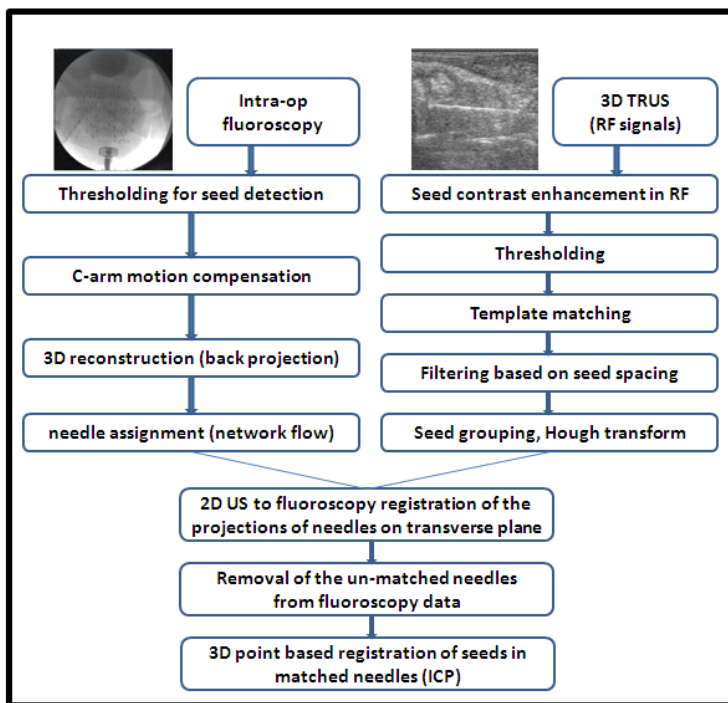 Intra-op
fluoroscopy
Thresholding for seed detection
C-arm motion compensation
3D reconstruction (back projection)
needle assignment (network flow)
3D TRUS
(RF signals)
Seed contrast enhancement in RF
Thresholding
Template matching
Filtering based on seed spacing
Seed grouping, Hough transform
2D US to fluoroscopy registration of the
projections of needles on transverse plane
Removal of the un-matched needles
from fluoroscopy data
3D point based registration of seeds in
matched needles (ICP)